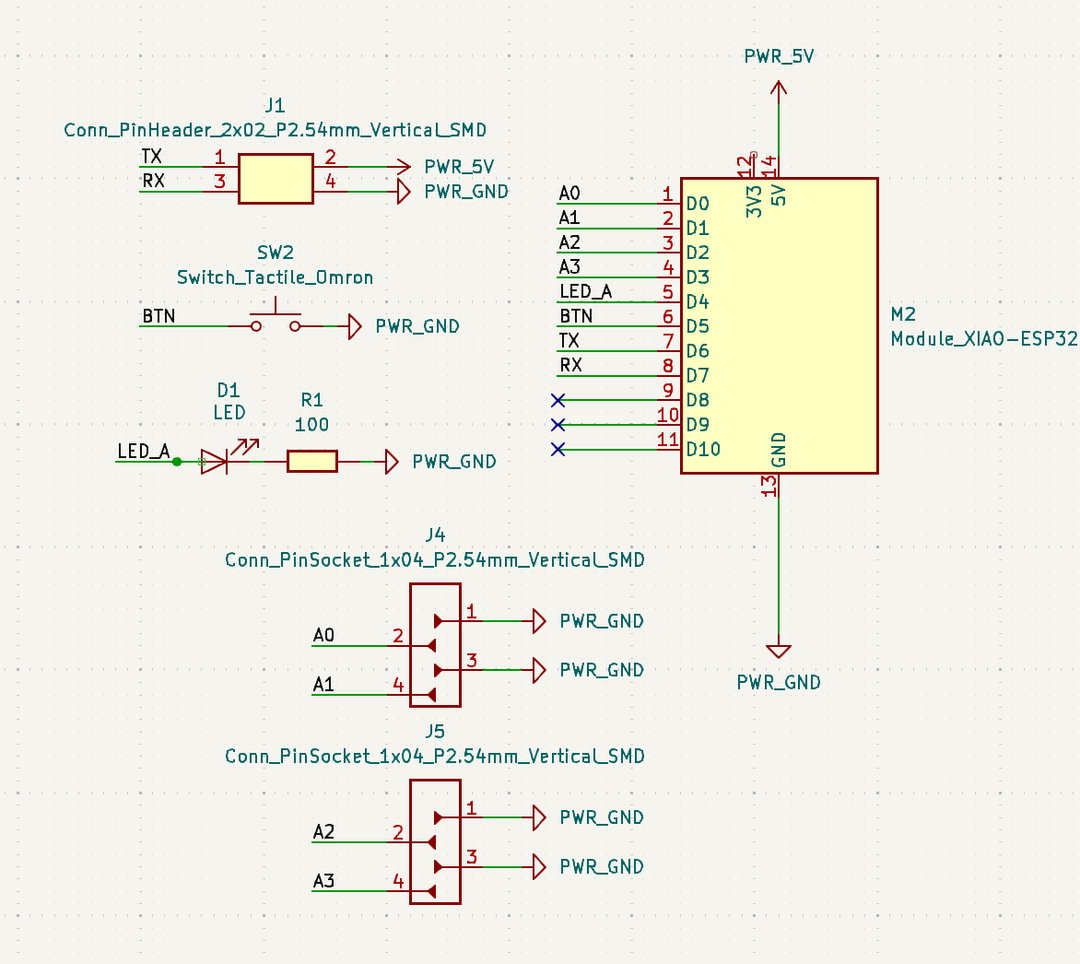 J1
Conn_PinHeader_2x02_P2.54mm_Vertical_SMD
TX 1 2 PWR_5V
RX 3 4 PWR_GND
SW2
Switch_Tactile_Omron
BTN PWR_GND
D1
LED
R1
100
LED_A PWR_GND
PWR_5V
12 14
3V3 5V
A0 1 D0
A1 2 D1
A2 3 D2
A3 4 D3
LED_A 5 D4
BTN 6 D5
TX 7 D6
RX 8 D7
9 D8
10 D9
11 D10
GND
13
M2
Module_XIAO-ESP32
PWR_GND
J4
Conn_PinSocket_1x04_P2.54mm_Vertical_SMD
1 PWR_GND
A0 2
3 PWR_GND
A1 4
J5
Conn_PinSocket_1x04_P2.54mm_Vertical_SMD
1 PWR_GND
A2 2
3 PWR_GND
A3 4